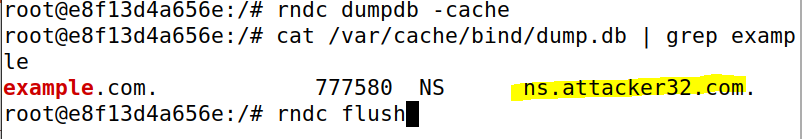 root@e8f13d4a656e:/# rndc dumpdb -cache
root@e8f13d4a656e:/# cat /var/cache/bind/dump.db | grep examp
le
example.com. 777580 NS ns.attacker32.com.
root@e8f13d4a656e:/# rndc flush